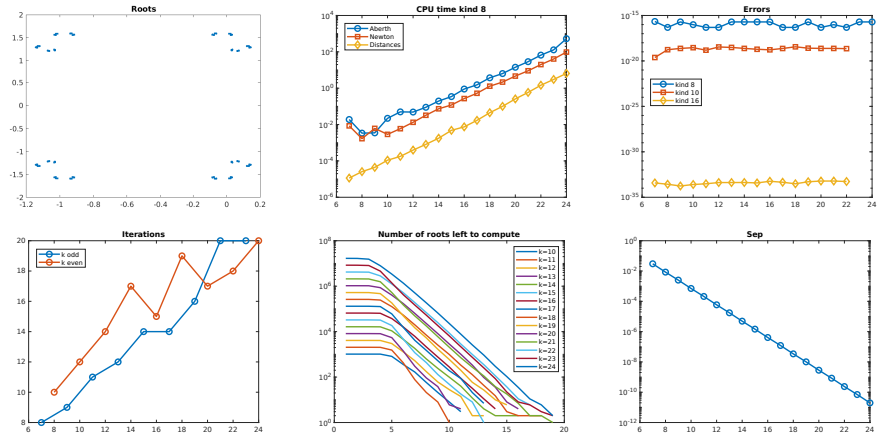 Roots
2
1.5
1
0.5
0
-0.5
-1
-1.5
-2
-1.2 -1 -0.8 -0.6 -0.4 -0.2 0 0.2
CPU time kind 8
10^4
10^2
10^0
10^-2
10^-4
10^-6
Aberth
Newton
Distances
6 8 10 12 14 16 18 20 22 24
Errors
10^-15
10^-20
10^-25
10^-30
10^-35
kind 8
kind 10
kind 16
6 8 10 12 14 16 18 20 22 24
Iterations
20
18
16
14
12
10
8
k odd
k even
6 8 10 12 14 16 18 20 22 24
Number of roots left to compute
10^8
10^6
10^4
10^2
10^0
k=10
k=11
k=12
k=13
k=14
k=15
k=16
k=17
k=18
k=19
k=20
k=21
k=22
k=23
k=24
0 5 10 15 20
Sep
10^0
10^-2
10^-4
10^-6
10^-8
10^-10
10^-12
6 8 10 12 14 16 18 20 22 24